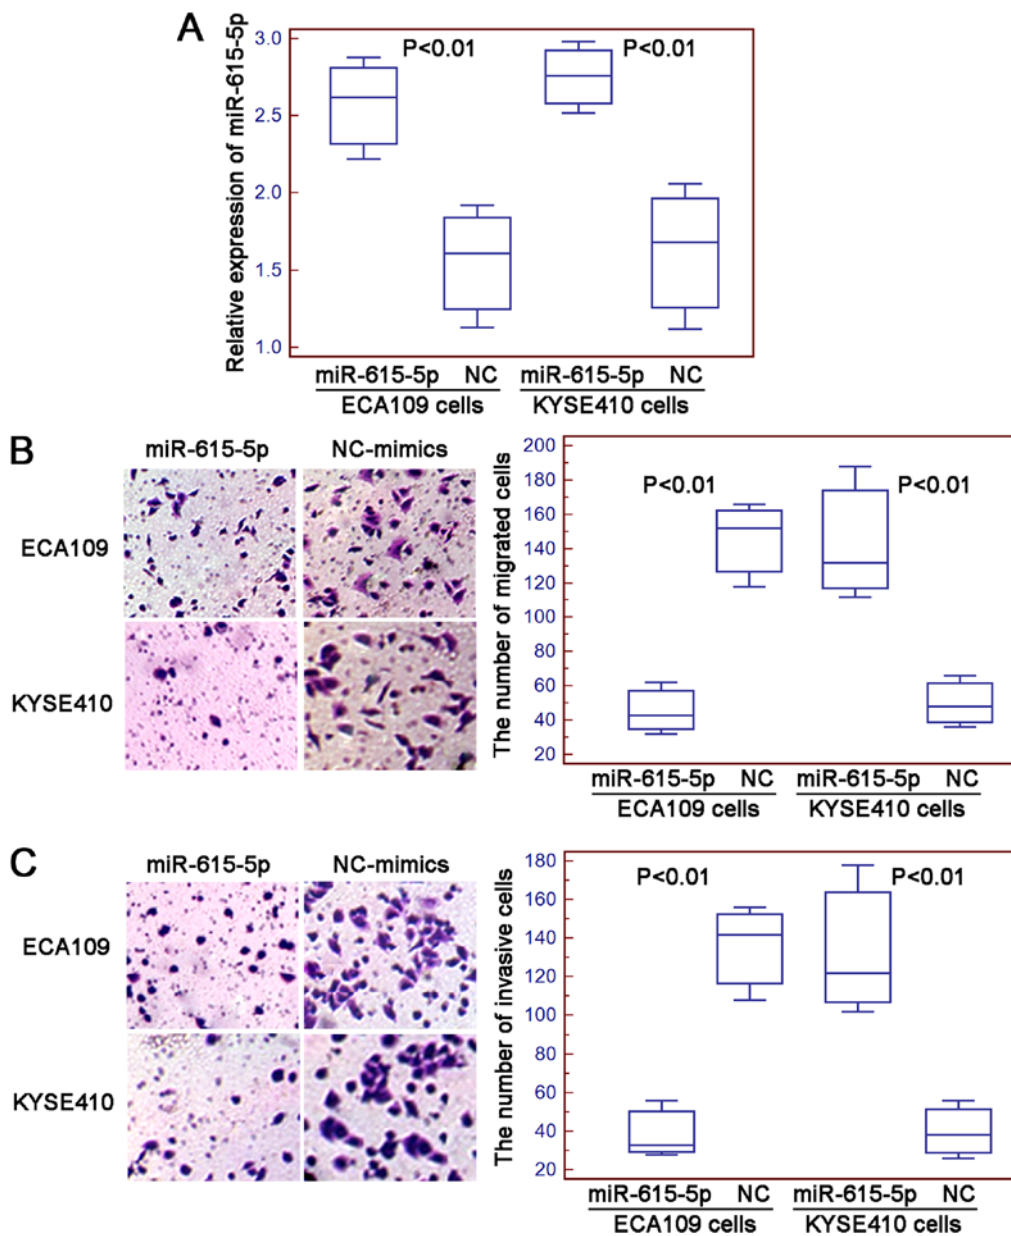 A
Relative expression of miR-615-5p
3.0
2.5
2.0
1.5
1.0
P<0.01
P<0.01
miR-615-5p NC miR-615-5p NC
ECA109 cells KYSE410 cells
B
miR-615-5p NC-mimics
ECA109
KYSE410
The number of migrated cells
200
180
160
140
120
100
80
60
40
20
P<0.01
P<0.01
miR-615-5p NC miR-615-5p NC
ECA109 cells KYSE410 cells
C
miR-615-5p NC-mimics
ECA109
KYSE410
The number of invasive cells
180
160
140
120
100
80
60
40
20
P<0.01
P<0.01
miR-615-5p NC miR-615-5p NC
ECA109 cells KYSE410 cells